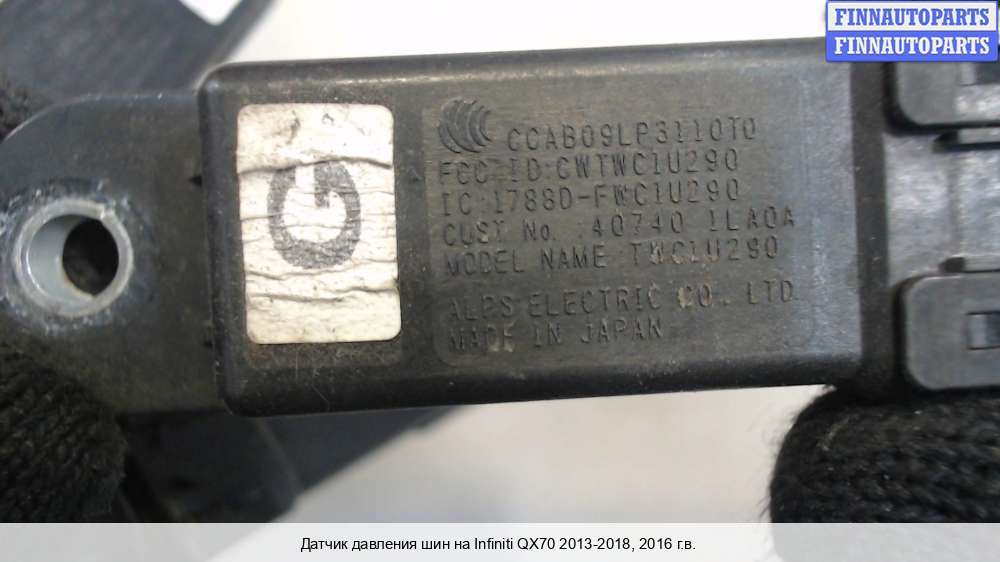 FINNAUTOPARTS
FINNAUTOPARTS
G
CCAB09LP3110T0
FCC ID:CWTWC1U290
IC:1788D-FWC1U290
CUST No. :40740 1LA0A
MODEL NAME:TWC1U290
ALPS ELECTRIC CO., LTD.
MADE IN JAPAN
Датчик давления шин на Infiniti QX70 2013-2018, 2016 г.в.